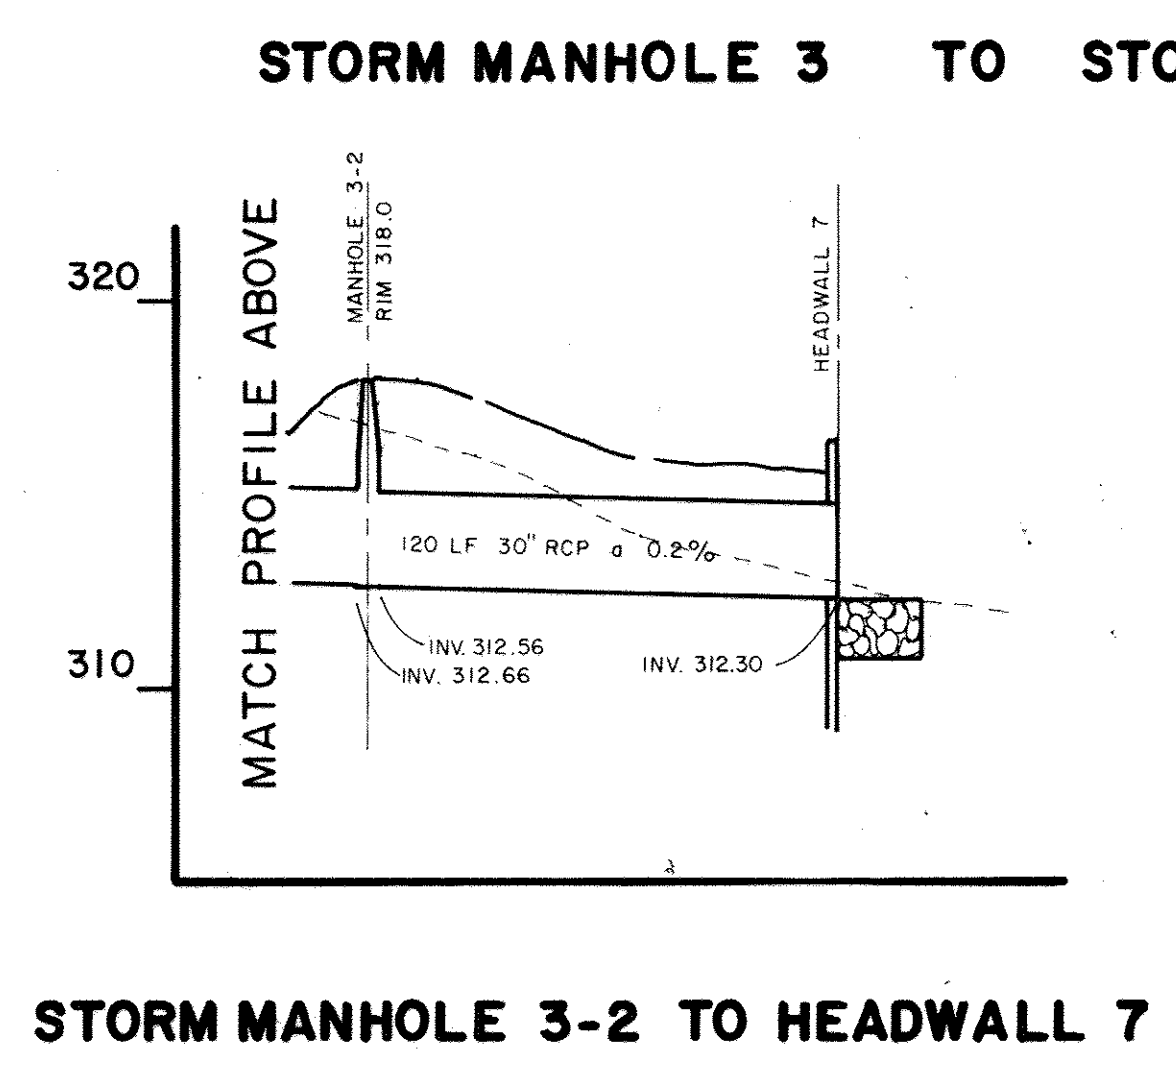 STORM MANHOLE 3 TO STO
MANHOLE 3-2
RIM 318.0
HEADWALL 7
320
MATCH PROFILE ABOVE
120 LF 30" RCP a 0.2%
INV. 312.56
INV. 312.66
INV. 312.30
310
STORM MANHOLE 3-2 TO HEADWALL 7